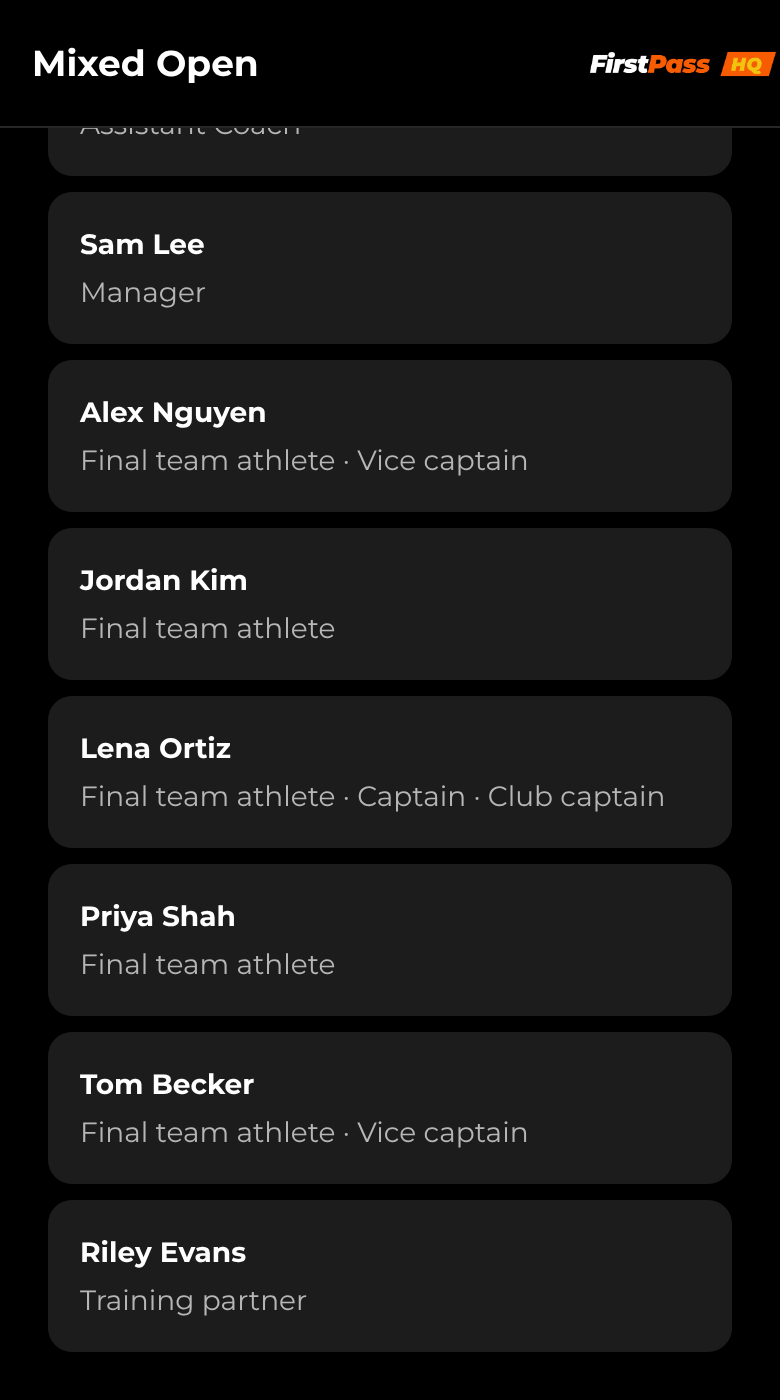 Mixed Open
FirstPass HQ
Assistant Coach
Sam Lee
Manager
Alex Nguyen
Final team athlete · Vice captain
Jordan Kim
Final team athlete
Lena Ortiz
Final team athlete · Captain · Club captain
Priya Shah
Final team athlete
Tom Becker
Final team athlete · Vice captain
Riley Evans
Training partner